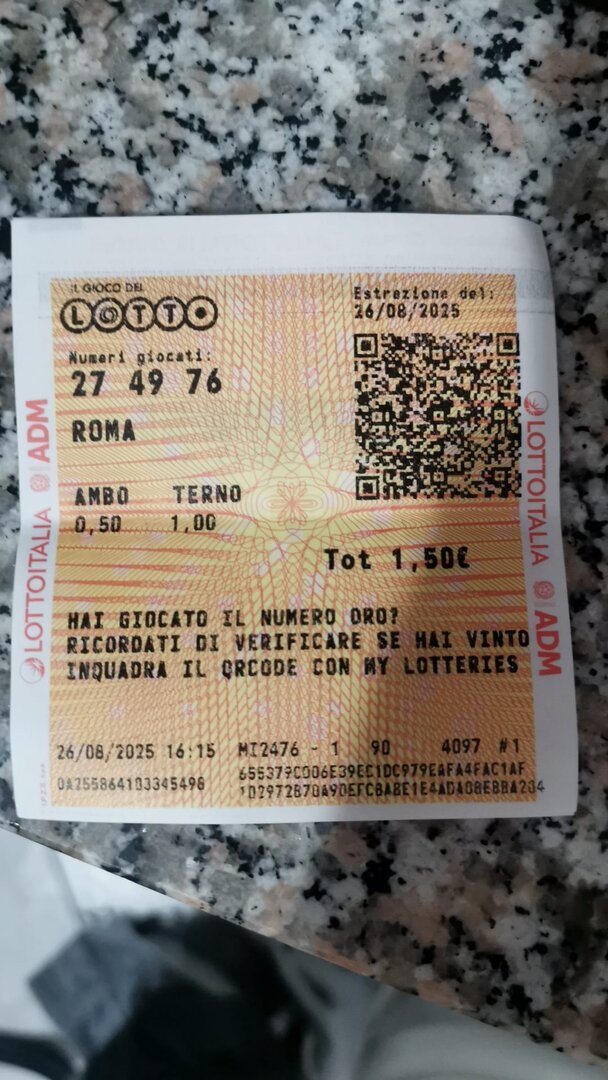 IL GIOCO DEL
LOTTO
Estrazione del:
26/08/2025
Numeri giocati:
27 49 76
ROMA
AMBO TERNO
0,50 1,00
Tot 1,50€
HAI GIOCATO IL NUMERO ORO?
RICORDATI DI VERIFICARE SE HAI VINTO
INQUADRA IL QRCODE CON MY LOTTERIES
26/08/2025 16:15 MI2476 - 1 90 4097 #1
LOTTOITALIA ADM
LOTTOITALIA ADM